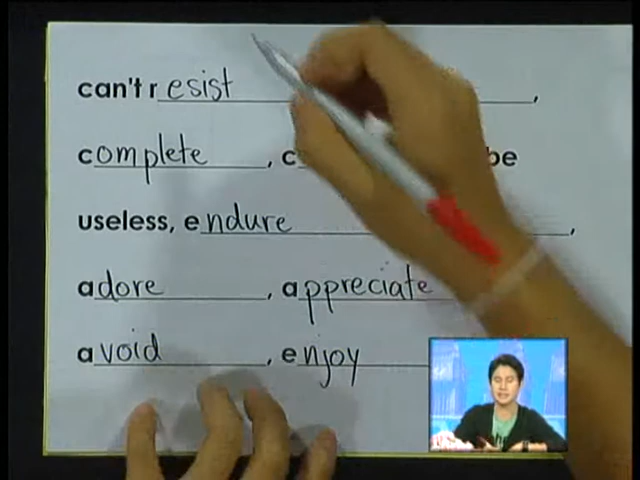 can't resist ,
complete , c be
useless, endure ,
adore , appreciate
avoid , enjoy